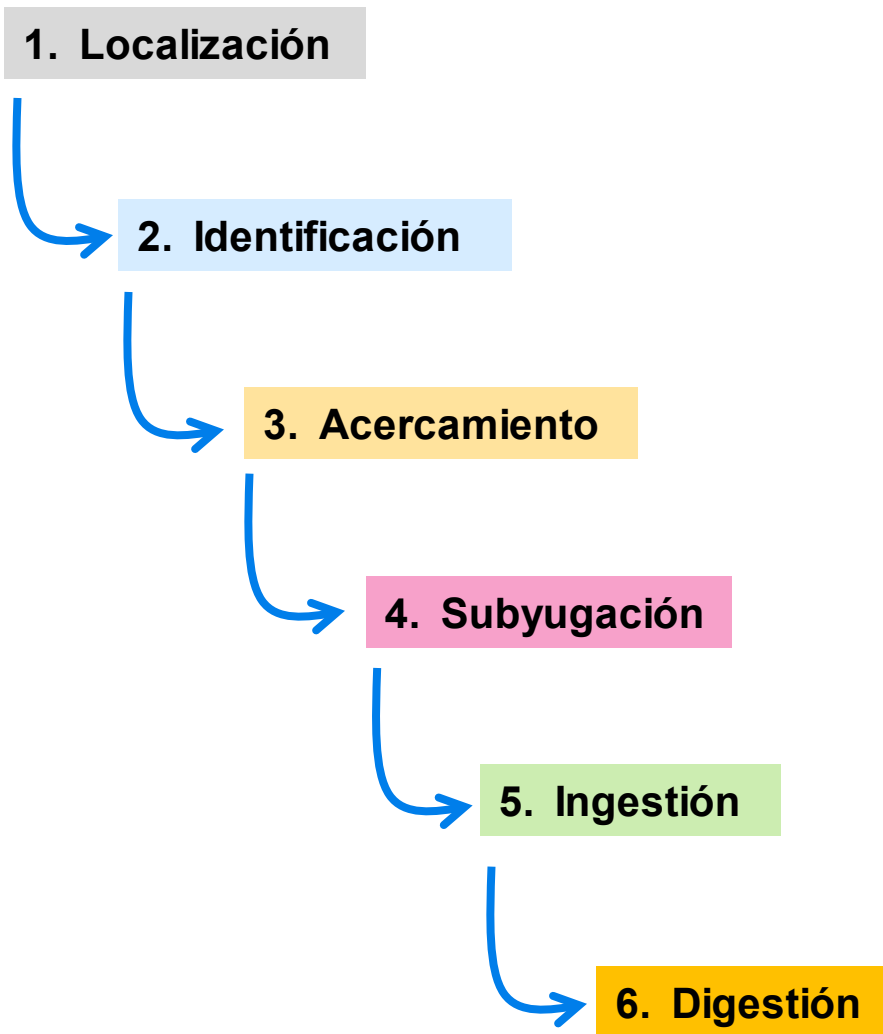 1. Localización
2. Identificación
3. Acercamiento
4. Subyugación
5. Ingestión
6. Digestión